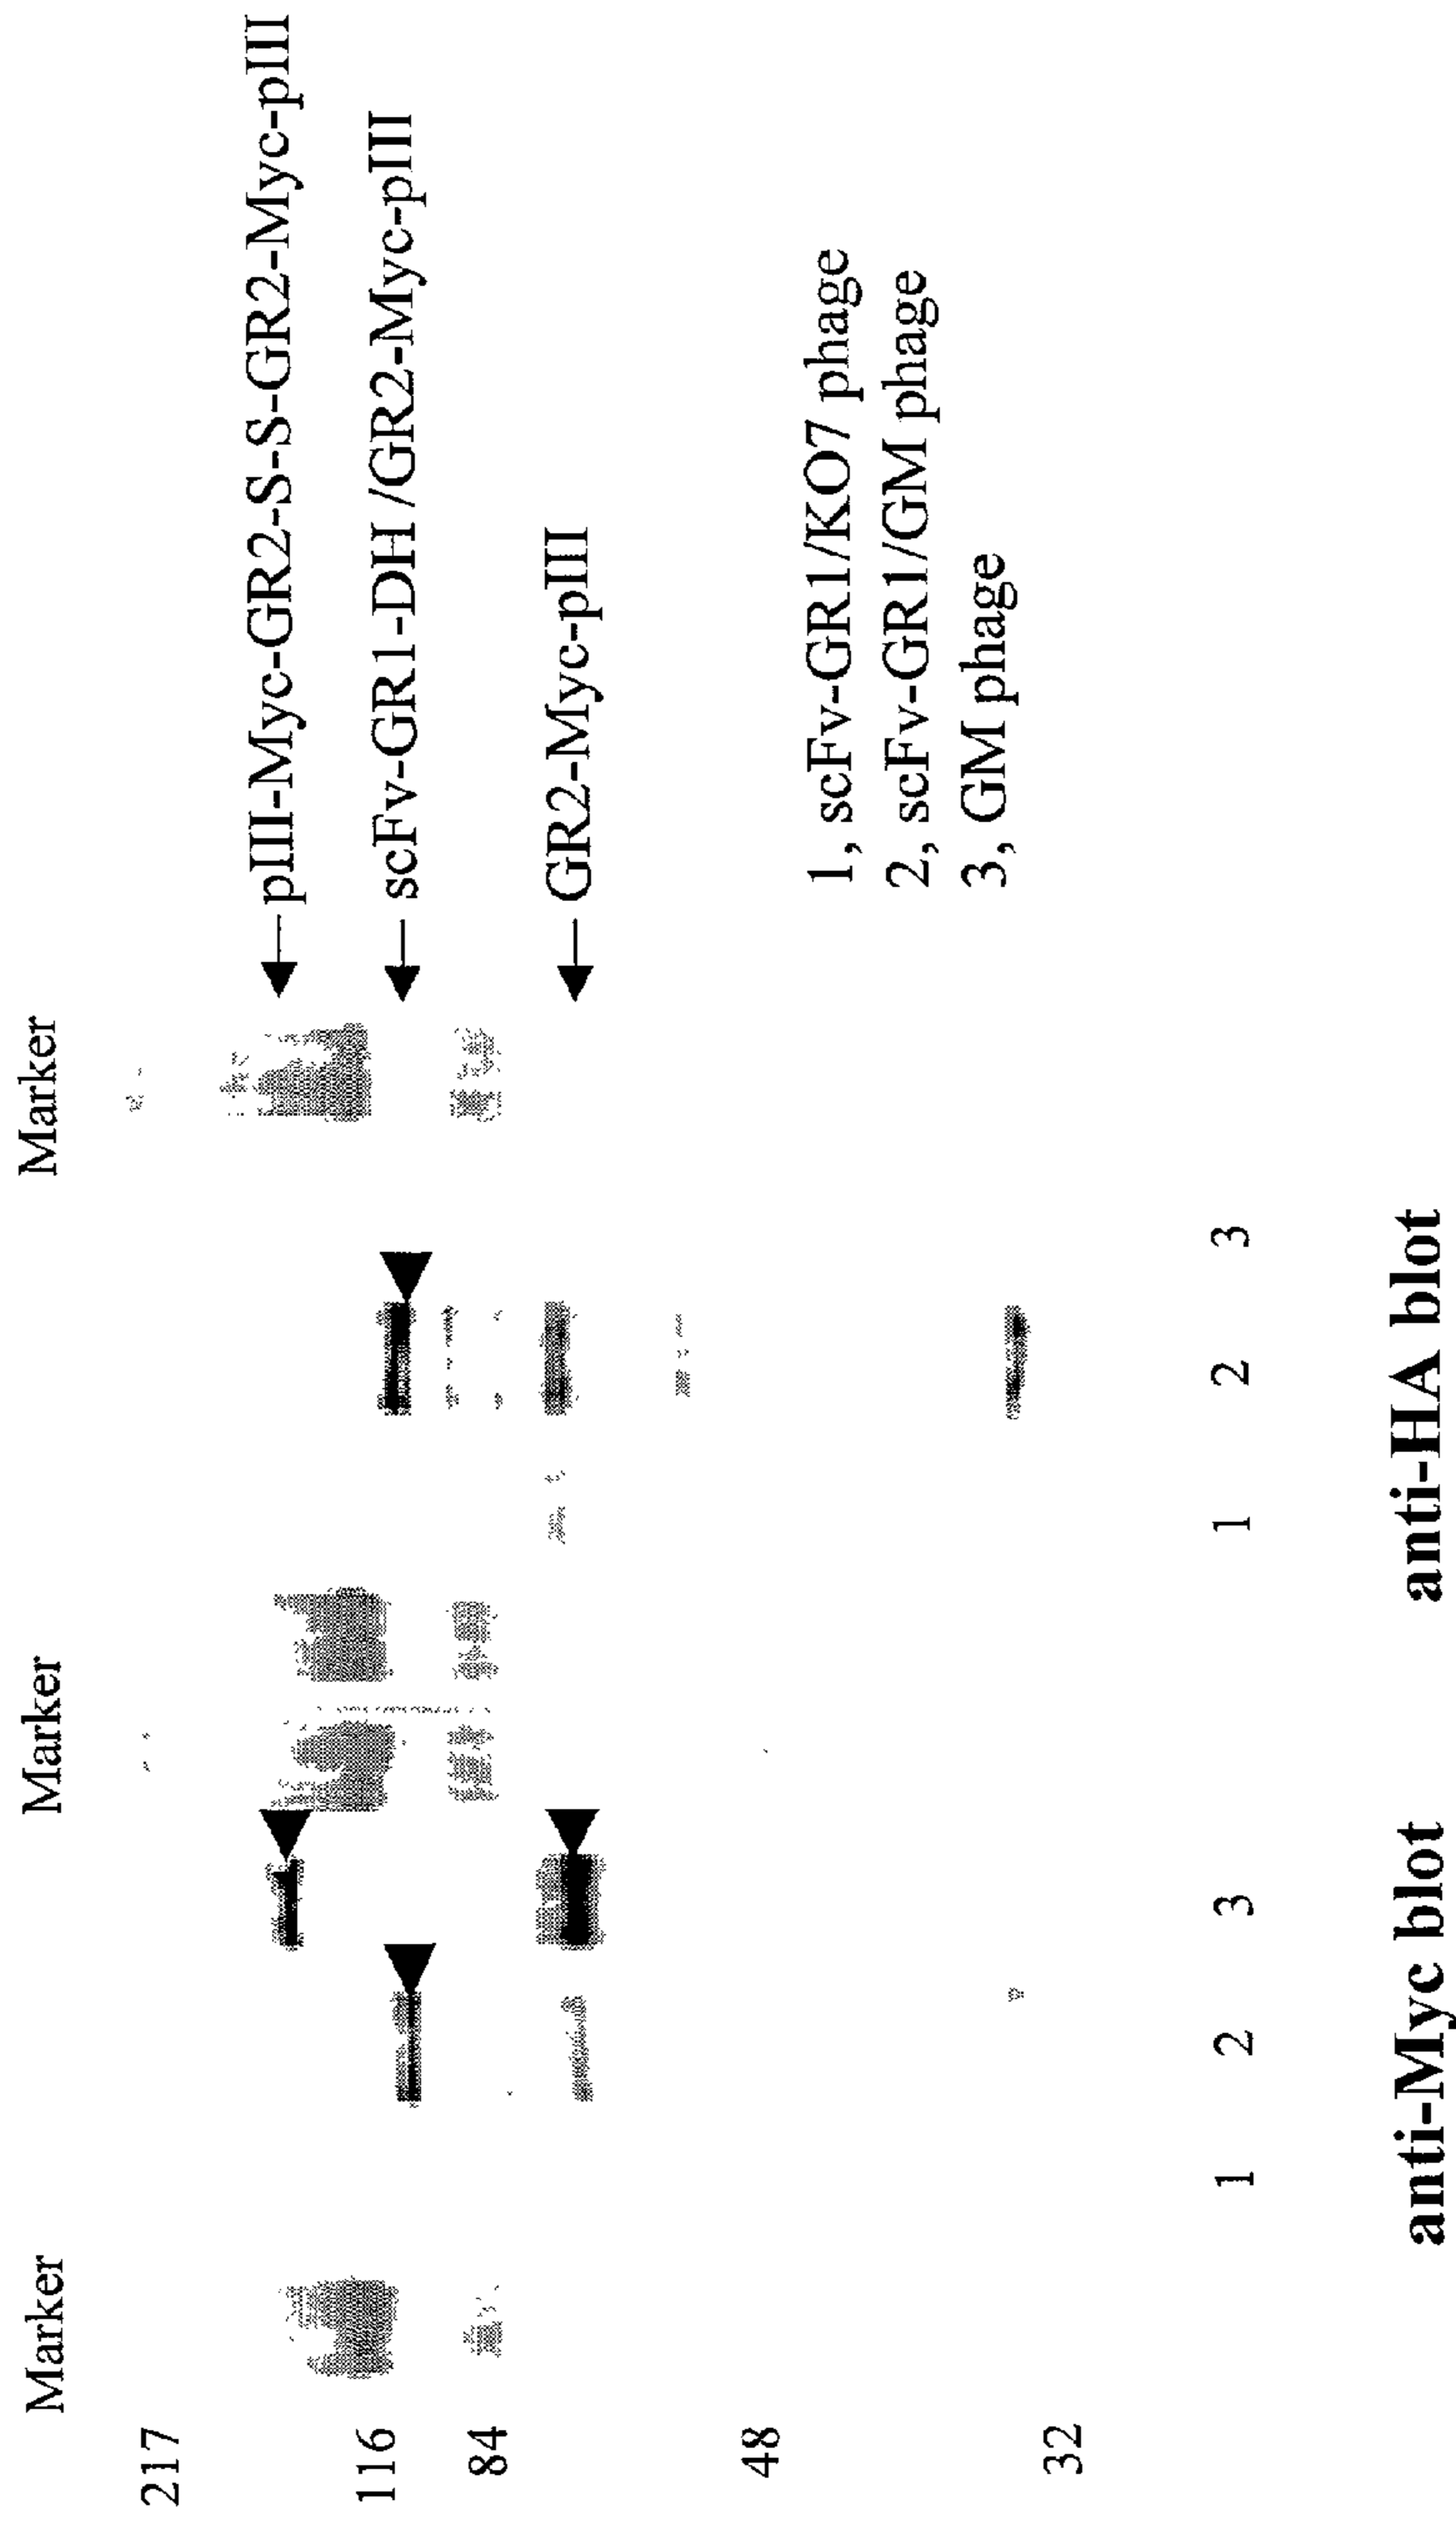 Marker
Marker
Marker
217
116
84
48
32
pIII-Myc-GR2-S-S-GR2-Myc-pIII
scFv-GR1-DH /GR2-Myc-pIII
GR2-Myc-pIII
1, scFv-GR1/KO7 phage
2, scFv-GR1/GM phage
3, GM phage
1 2 3
1 2 3
anti-Myc blot
anti-HA blot